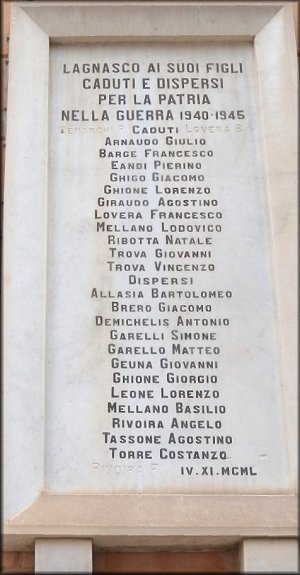 LAGNASCO AI SUOI FIGLI
CADUTI E DISPERSI
PER LA PATRIA
NELLA GUERRA 1940-1945
CADUTI LOVERA B.
ARNAUDO GIULIO
BARGE FRANCESCO
EANDI PIERINO
GHIGO GIACOMO
GHIONE LORENZO
GIRAUDO AGOSTINO
LOVERA FRANCESCO
MELLANO LODOVICO
RIBOTTA NATALE
TROVA GIOVANNI
TROVA VINCENZO
DISPERSI
ALLASIA BARTOLOMEO
BRERO GIACOMO
DEMICHELIS ANTONIO
GARELLI SIMONE
GARELLO MATTEO
GEUNA GIOVANNI
GHIONE GIORGIO
LEONE LORENZO
MELLANO BASILIO
RIVOIRA ANGELO
TASSONE AGOSTINO
TORRE COSTANZO
RIVOIRA F. IV.XI.MCML